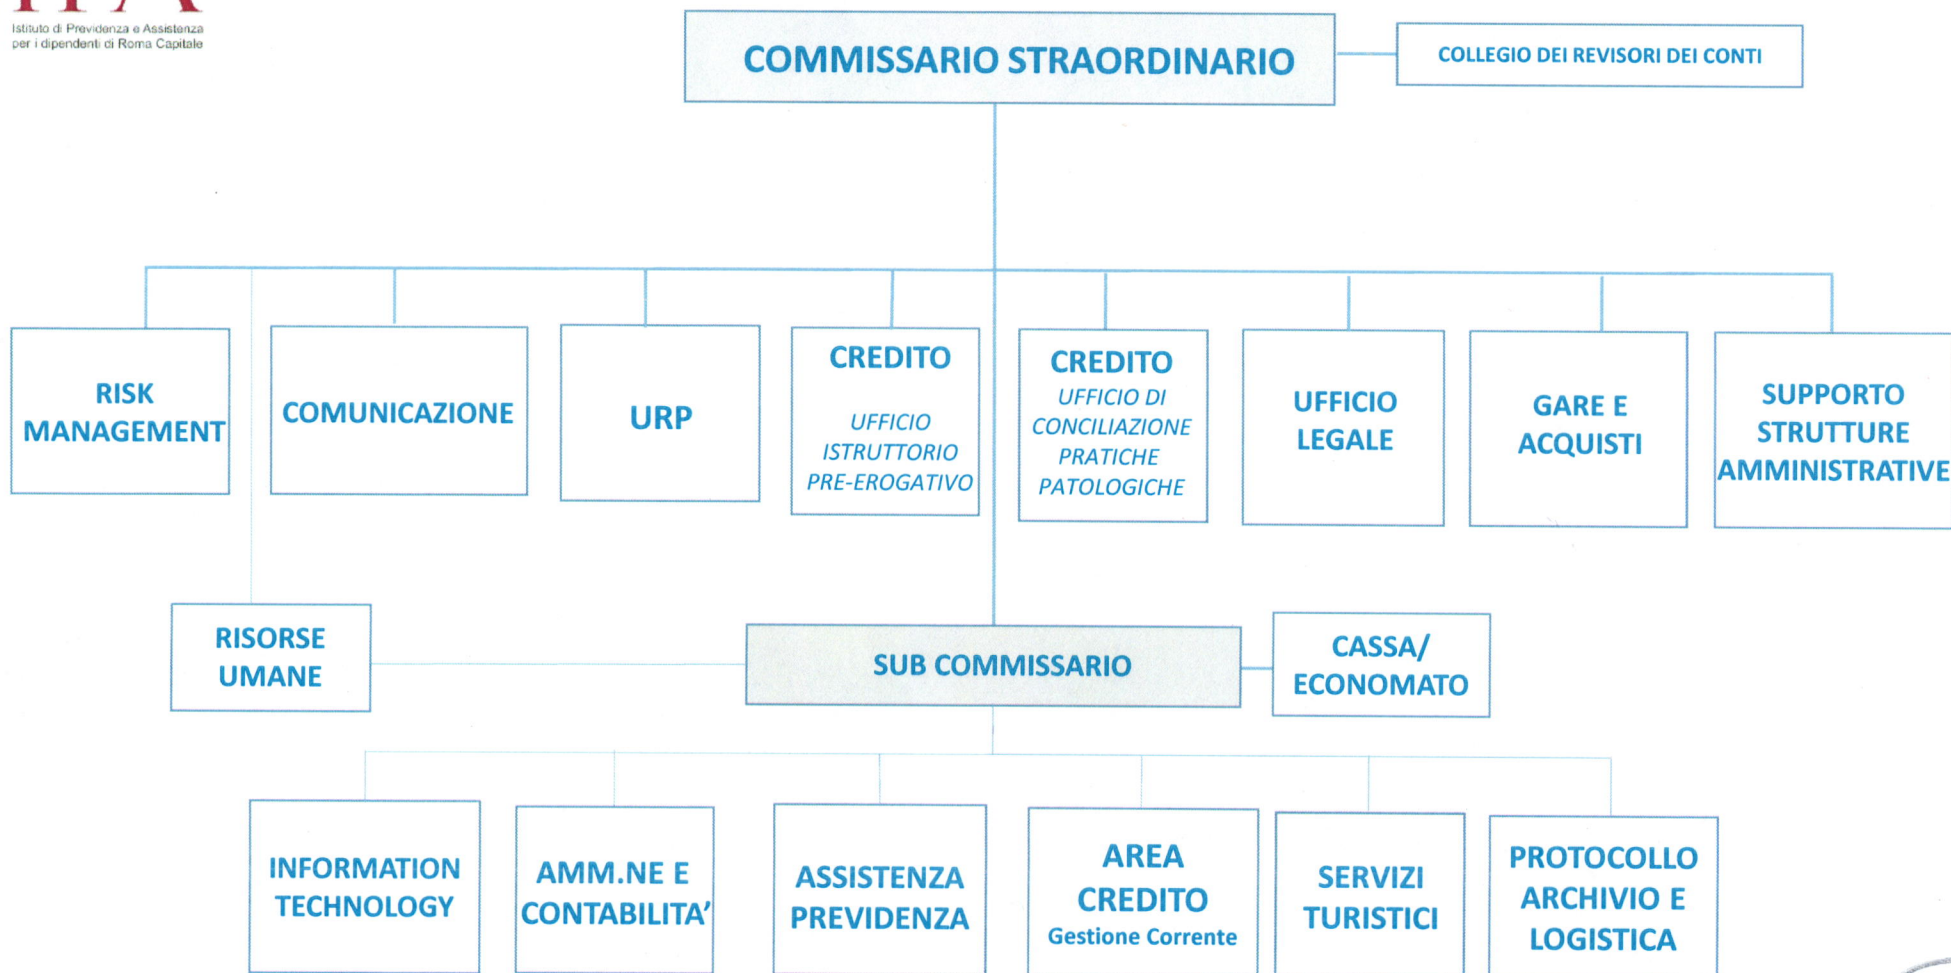 Istituto di Previdenza e Assistenza
per i dipendenti di Roma Capitale
COMMISSARIO STRAORDINARIO
COLLEGIO DEI REVISORI DEI CONTI
RISK
MANAGEMENT
COMUNICAZIONE
URP
CREDITO
UFFICIO
ISTRUTTORIO
PRE-EROGATIVO
CREDITO
UFFICIO DI
CONCILIAZIONE
PRATICHE
PATOLOGICHE
UFFICIO
LEGALE
GARE E
ACQUISTI
SUPPORTO
STRUTTURE
AMMINISTRATIVE
RISORSE
UMANE
SUB COMMISSARIO
CASSA/
ECONOMATO
INFORMATION
TECHNOLOGY
AMM.NE E
CONTABILITA’
ASSISTENZA
PREVIDENZA
AREA
CREDITO
Gestione Corrente
SERVIZI
TURISTICI
PROTOCOLLO
ARCHIVIO E
LOGISTICA